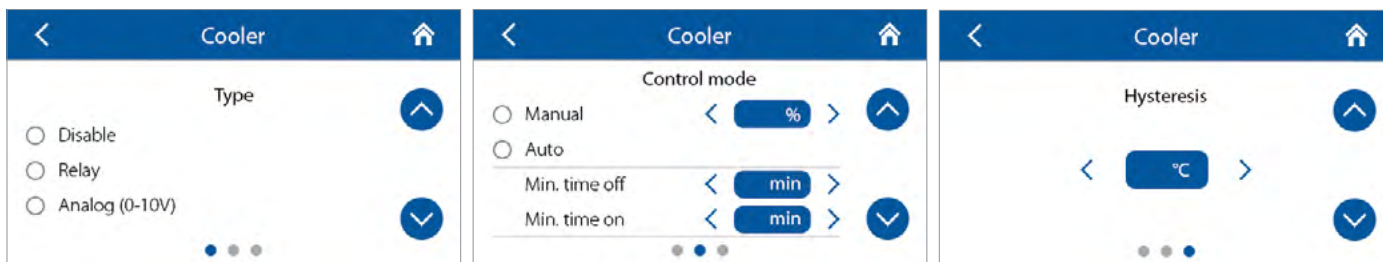 Cooler
Type
Disable
Relay
Analog (0-10V)
Cooler
Control mode
Manual %
Auto
Min. time off min
Min. time on min
Cooler
Hysteresis
°C